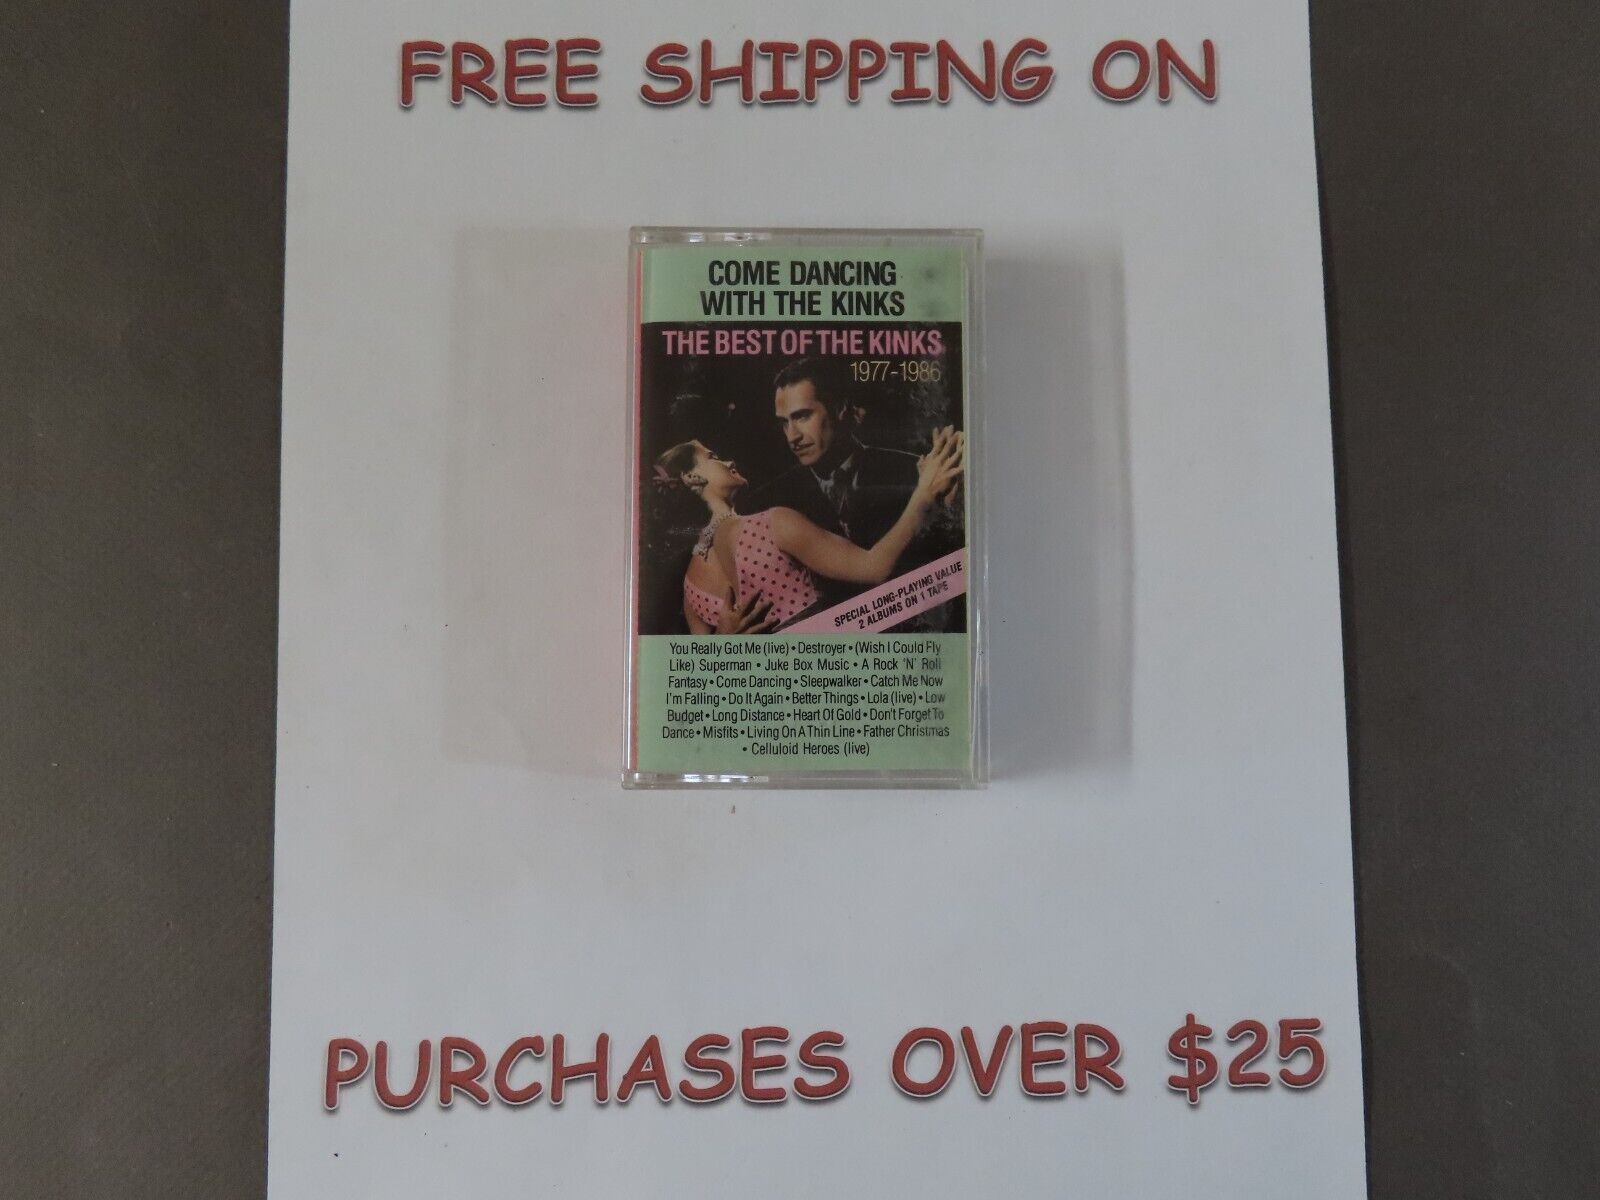 FREE SHIPPING ON
COME DANCING
WITH THE KINKS
THE BEST OF THE KINKS
1977-1986
SPECIAL LONG-PLAYING VALUE
2 ALBUMS ON 1 TAPE
You Really Got Me (live) • Destroyer • (Wish I Could Fly
Like) Superman • Juke Box Music • A Rock 'N' Roll
Fantasy • Come Dancing • Sleepwalker • Catch Me Now
I'm Falling • Do It Again • Better Things • Lola (live) • Low
Budget • Long Distance • Heart Of Gold • Don't Forget To
Dance • Misfits • Living On A Thin Line • Father Christmas
• Celluloid Heroes (live)
PURCHASES OVER $25